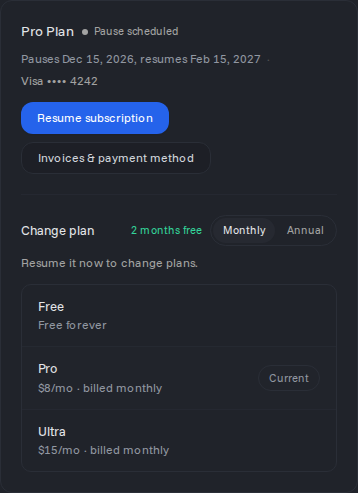 Pro Plan ● Pause scheduled
Pauses Dec 15, 2026, resumes Feb 15, 2027 ·
Visa •••• 4242
Resume subscription
Invoices & payment method
Change plan 2 months free Monthly Annual
Resume it now to change plans.
Free
Free forever
Pro
$8/mo · billed monthly
Current
Ultra
$15/mo · billed monthly